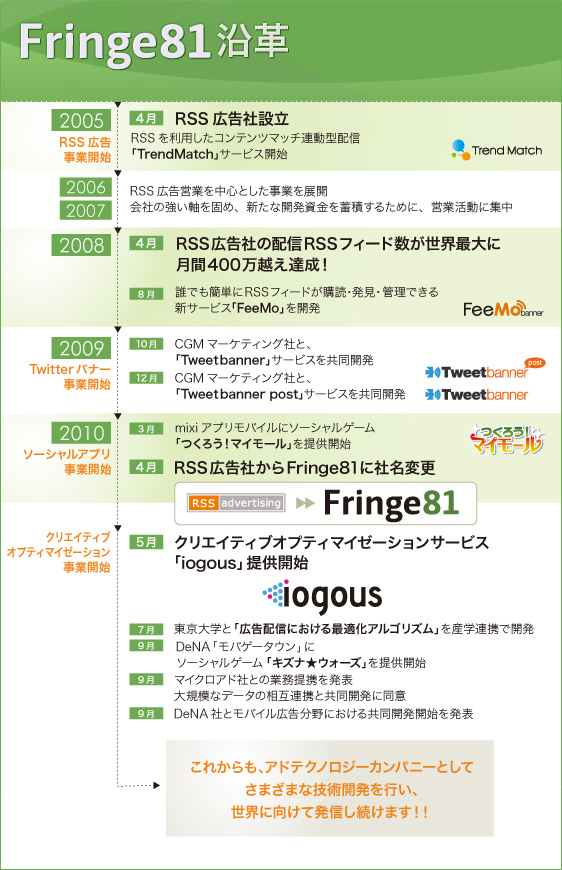 Fringe81沿革
2005
RSS 広告
事業開始
4月 RSS 広告社設立
RSSを利用したコンテンツマッチ連動型配信
「TrendMatch」サービス開始
Trend Match
2006
2007
RSS広告営業を中心とした事業を展開
会社の強い軸を固め、新たな開発資金を蓄積するために、営業活動に集中
2008
4月 RSS広告社の配信RSSフィード数が世界最大に
月間400万越え達成！
8月 誰でも簡単にRSSフィードが購読・発見・管理できる
新サービス「FeeMo」を開発
FeeMo banner
2009
Twitterバナー
事業開始
10月 CGMマーケティング社と、
「Tweetbanner」サービスを共同開発
12月 CGMマーケティング社と、
「Tweetbanner post」サービスを共同開発
Tweetbanner post
Tweetbanner
2010
ソーシャルアプリ
事業開始
3月 mixiアプリモバイルにソーシャルゲーム
「つくろう！マイモール」を提供開始
つくろう！
マイモール
4月 RSS広告社からFringe81に社名変更
RSS advertising Fringe81
クリエイティブ
オプティマイゼーション
事業開始
5月 クリエイティブオプティマイゼーションサービス
「iogous」提供開始
iogous
7月 東京大学と「広告配信における最適化アルゴリズム」を産学連携で開発
9月 DeNA「モバゲータウン」に
ソーシャルゲーム「キズナ★ウォーズ」を提供開始
9月 マイクロアド社との業務提携を発表
大規模なデータの相互連携と共同開発に同意
9月 DeNA社とモバイル広告分野における共同開発開始を発表
これからも、アドテクノロジーカンパニーとして
さまざまな技術開発を行い、
世界に向けて発信し続けます！！